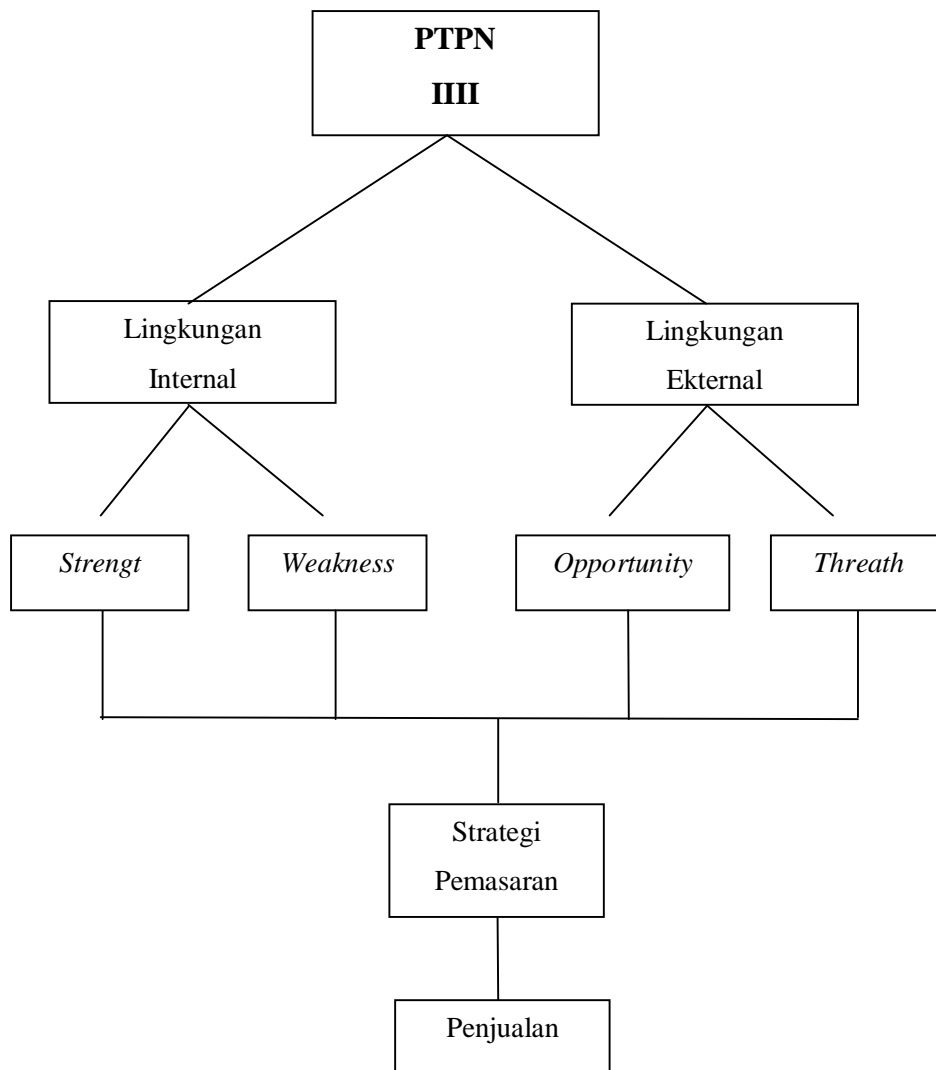 PTPN
IIII
Lingkungan
Internal
Lingkungan
Ekternal
Strengt
Weakness
Opportunity
Threath
Strategi
Pemasaran
Penjualan